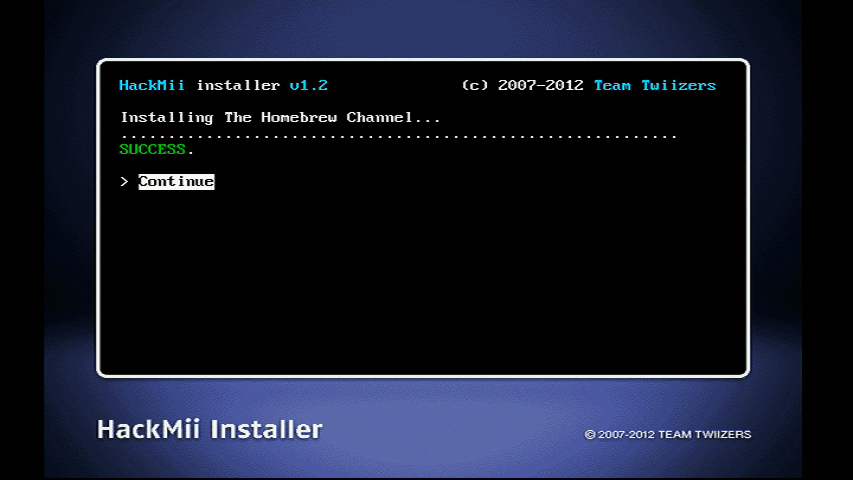 HackMii installer v1.2 (c) 2007-2012 Team Twiizers
Installing The Homebrew Channel...
...........................................................
SUCCESS.
> Continue
HackMii Installer
© 2007-2012 TEAM TWIIZERS